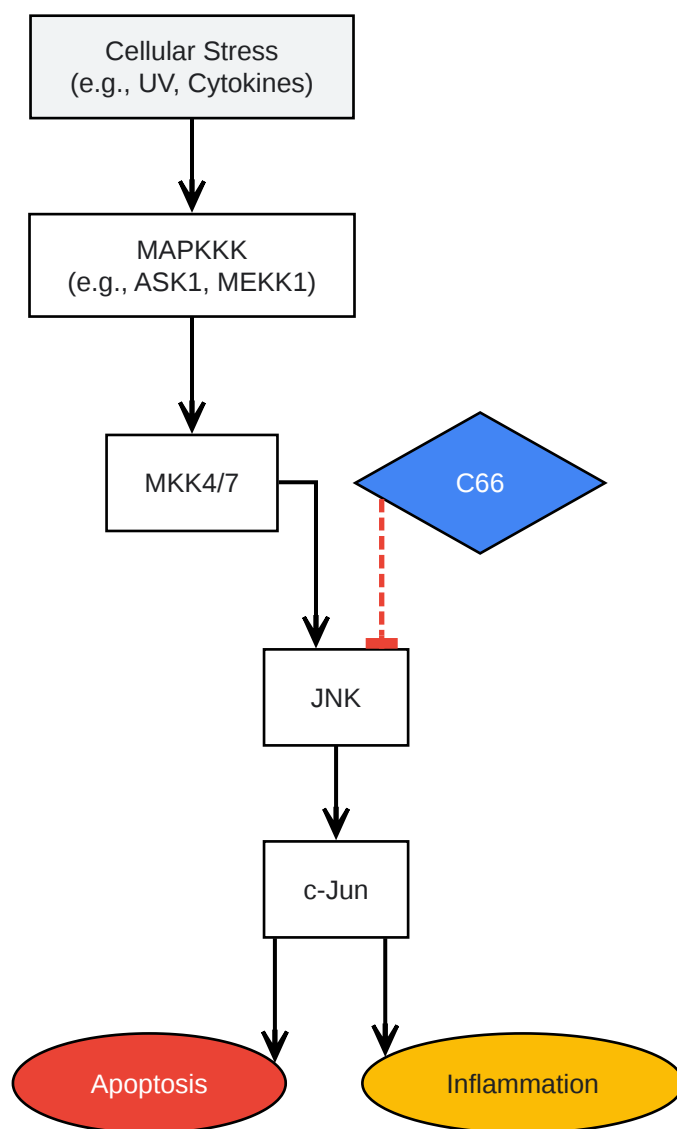 Cellular Stress
(e.g., UV, Cytokines)
MAPKKK
(e.g., ASK1, MEKK1)
MKK4/7
C66
JNK
c-Jun
Apoptosis
Inflammation